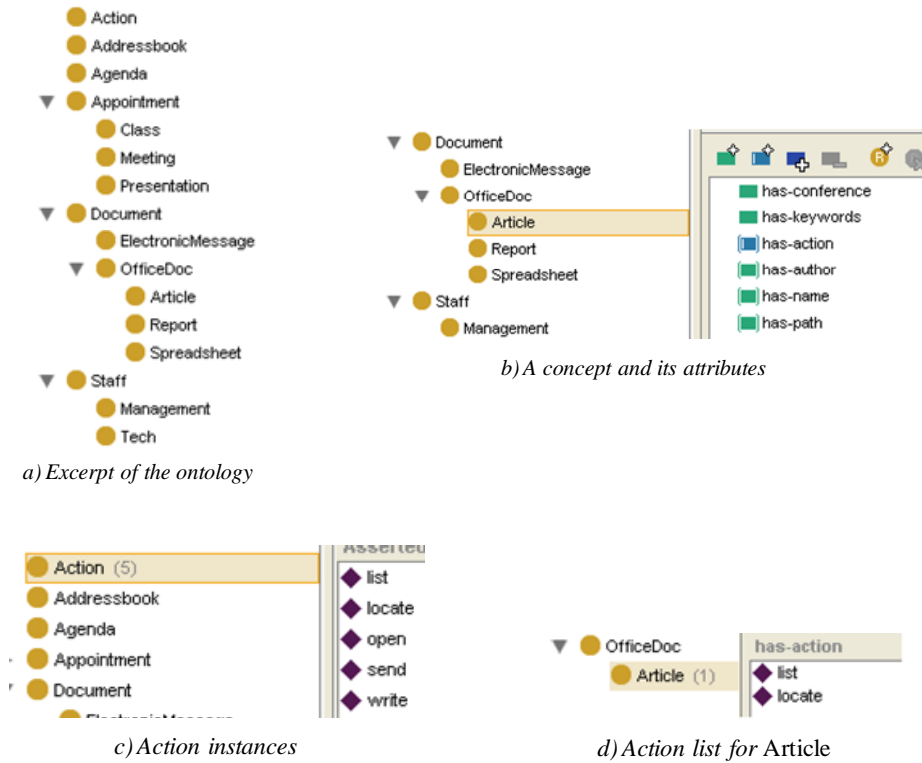 Action
Addressbook
Agenda
Appointment
Class
Meeting
Presentation
Document
ElectronicMessage
OfficeDoc
Article
Report
Spreadsheet
Staff
Management
Tech
a) Excerpt of the ontology
Document
ElectronicMessage
OfficeDoc
Article
Report
Spreadsheet
Staff
Management
R
has-conference
has-keywords
has-action
has-author
has-name
has-path
b) A concept and its attributes
Action (5)
Addressbook
Agenda
Appointment
Document
ElectronicMessage
Asserted
list
locate
open
send
write
c) Action instances
OfficeDoc
Article (1)
has-action
list
locate
d) Action list for Article